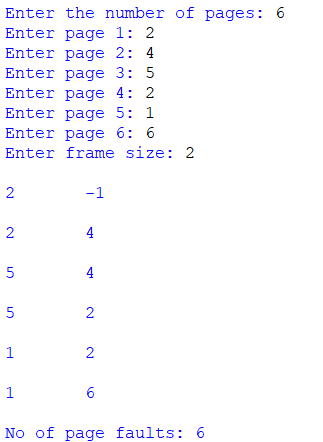 Enter the number of pages: 6
Enter page 1: 2
Enter page 2: 4
Enter page 3: 5
Enter page 4: 2
Enter page 5: 1
Enter page 6: 6
Enter frame size: 2
2 -1
2 4
5 4
5 2
1 2
1 6
No of page faults: 6